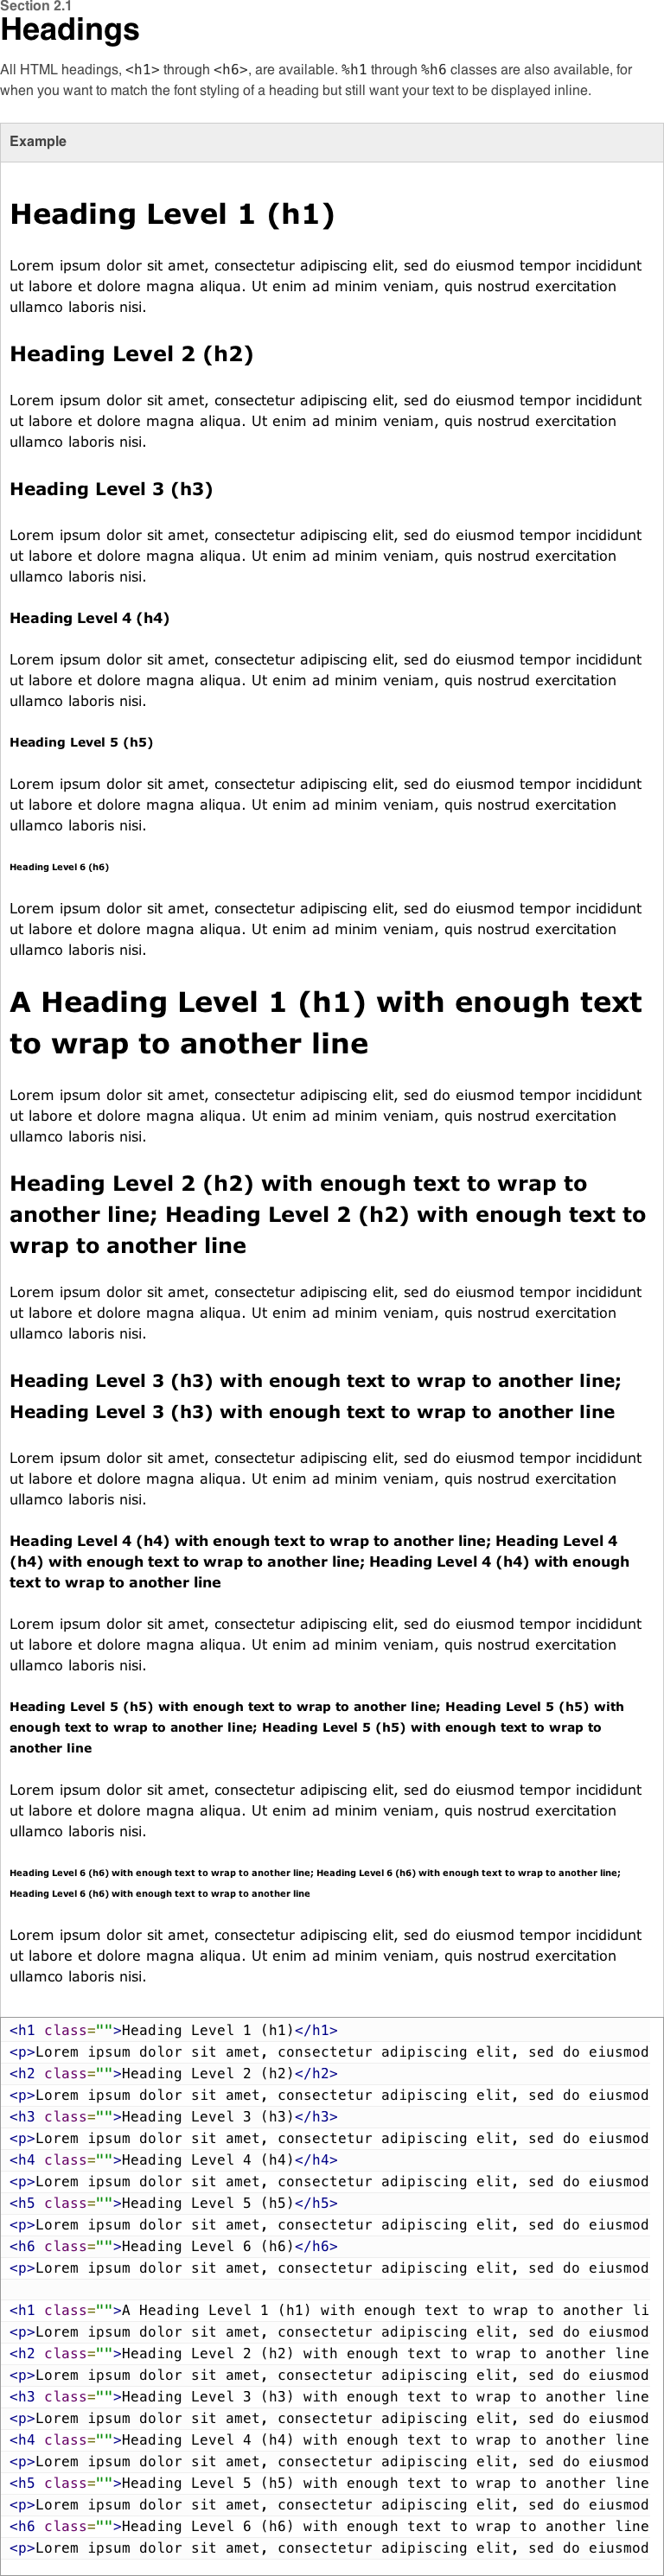 Section 2.1
Headings
All HTML headings, <h1> through <h6>, are available. %h1 through %h6 classes are also available, for
when you want to match the font styling of a heading but still want your text to be displayed inline.
Example
Heading Level 1 (h1)
Lorem ipsum dolor sit amet, consectetur adipiscing elit, sed do eiusmod tempor incididunt
ut labore et dolore magna aliqua. Ut enim ad minim veniam, quis nostrud exercitation
ullamco laboris nisi.
Heading Level 2 (h2)
Lorem ipsum dolor sit amet, consectetur adipiscing elit, sed do eiusmod tempor incididunt
ut labore et dolore magna aliqua. Ut enim ad minim veniam, quis nostrud exercitation
ullamco laboris nisi.
Heading Level 3 (h3)
Lorem ipsum dolor sit amet, consectetur adipiscing elit, sed do eiusmod tempor incididunt
ut labore et dolore magna aliqua. Ut enim ad minim veniam, quis nostrud exercitation
ullamco laboris nisi.
Heading Level 4 (h4)
Lorem ipsum dolor sit amet, consectetur adipiscing elit, sed do eiusmod tempor incididunt
ut labore et dolore magna aliqua. Ut enim ad minim veniam, quis nostrud exercitation
ullamco laboris nisi.
Heading Level 5 (h5)
Lorem ipsum dolor sit amet, consectetur adipiscing elit, sed do eiusmod tempor incididunt
ut labore et dolore magna aliqua. Ut enim ad minim veniam, quis nostrud exercitation
ullamco laboris nisi.
Heading Level 6 (h6)
Lorem ipsum dolor sit amet, consectetur adipiscing elit, sed do eiusmod tempor incididunt
ut labore et dolore magna aliqua. Ut enim ad minim veniam, quis nostrud exercitation
ullamco laboris nisi.
A Heading Level 1 (h1) with enough text
to wrap to another line
Lorem ipsum dolor sit amet, consectetur adipiscing elit, sed do eiusmod tempor incididunt
ut labore et dolore magna aliqua. Ut enim ad minim veniam, quis nostrud exercitation
ullamco laboris nisi.
Heading Level 2 (h2) with enough text to wrap to
another line; Heading Level 2 (h2) with enough text to
wrap to another line
Lorem ipsum dolor sit amet, consectetur adipiscing elit, sed do eiusmod tempor incididunt
ut labore et dolore magna aliqua. Ut enim ad minim veniam, quis nostrud exercitation
ullamco laboris nisi.
Heading Level 3 (h3) with enough text to wrap to another line;
Heading Level 3 (h3) with enough text to wrap to another line
Lorem ipsum dolor sit amet, consectetur adipiscing elit, sed do eiusmod tempor incididunt
ut labore et dolore magna aliqua. Ut enim ad minim veniam, quis nostrud exercitation
ullamco laboris nisi.
Heading Level 4 (h4) with enough text to wrap to another line; Heading Level 4
(h4) with enough text to wrap to another line; Heading Level 4 (h4) with enough
text to wrap to another line
Lorem ipsum dolor sit amet, consectetur adipiscing elit, sed do eiusmod tempor incididunt
ut labore et dolore magna aliqua. Ut enim ad minim veniam, quis nostrud exercitation
ullamco laboris nisi.
Heading Level 5 (h5) with enough text to wrap to another line; Heading Level 5 (h5) with
enough text to wrap to another line; Heading Level 5 (h5) with enough text to wrap to
another line
Lorem ipsum dolor sit amet, consectetur adipiscing elit, sed do eiusmod tempor incididunt
ut labore et dolore magna aliqua. Ut enim ad minim veniam, quis nostrud exercitation
ullamco laboris nisi.
Heading Level 6 (h6) with enough text to wrap to another line; Heading Level 6 (h6) with enough text to wrap to another line;
Heading Level 6 (h6) with enough text to wrap to another line
Lorem ipsum dolor sit amet, consectetur adipiscing elit, sed do eiusmod tempor incididunt
ut labore et dolore magna aliqua. Ut enim ad minim veniam, quis nostrud exercitation
ullamco laboris nisi.
<h1 class="">Heading Level 1 (h1)</h1>
<p>Lorem ipsum dolor sit amet, consectetur adipiscing elit, sed do eiusmod
<h2 class="">Heading Level 2 (h2)</h2>
<p>Lorem ipsum dolor sit amet, consectetur adipiscing elit, sed do eiusmod
<h3 class="">Heading Level 3 (h3)</h3>
<p>Lorem ipsum dolor sit amet, consectetur adipiscing elit, sed do eiusmod
<h4 class="">Heading Level 4 (h4)</h4>
<p>Lorem ipsum dolor sit amet, consectetur adipiscing elit, sed do eiusmod
<h5 class="">Heading Level 5 (h5)</h5>
<p>Lorem ipsum dolor sit amet, consectetur adipiscing elit, sed do eiusmod
<h6 class="">Heading Level 6 (h6)</h6>
<p>Lorem ipsum dolor sit amet, consectetur adipiscing elit, sed do eiusmod
<h1 class="">A Heading Level 1 (h1) with enough text to wrap to another li
<p>Lorem ipsum dolor sit amet, consectetur adipiscing elit, sed do eiusmod
<h2 class="">Heading Level 2 (h2) with enough text to wrap to another line
<p>Lorem ipsum dolor sit amet, consectetur adipiscing elit, sed do eiusmod
<h3 class="">Heading Level 3 (h3) with enough text to wrap to another line
<p>Lorem ipsum dolor sit amet, consectetur adipiscing elit, sed do eiusmod
<h4 class="">Heading Level 4 (h4) with enough text to wrap to another line
<p>Lorem ipsum dolor sit amet, consectetur adipiscing elit, sed do eiusmod
<h5 class="">Heading Level 5 (h5) with enough text to wrap to another line
<p>Lorem ipsum dolor sit amet, consectetur adipiscing elit, sed do eiusmod
<h6 class="">Heading Level 6 (h6) with enough text to wrap to another line
<p>Lorem ipsum dolor sit amet, consectetur adipiscing elit, sed do eiusmod